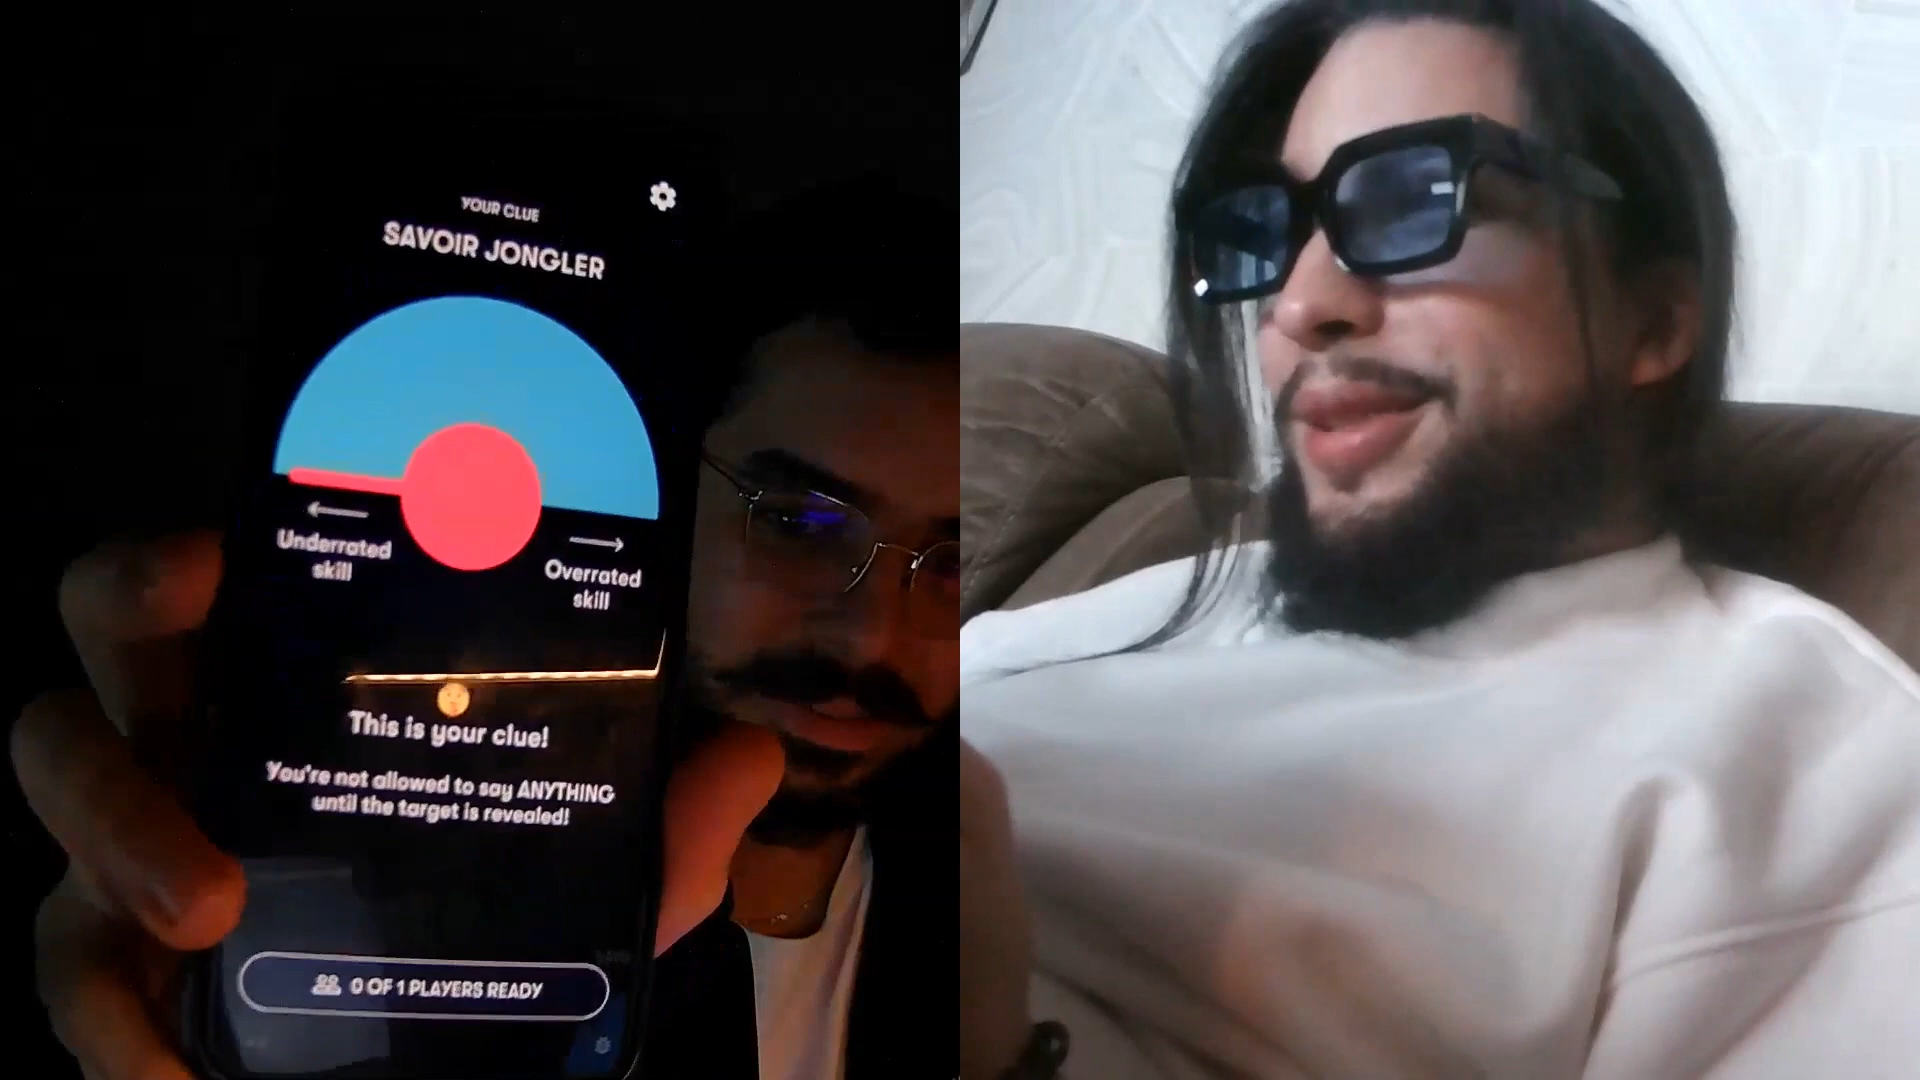 YOUR CLUE
SAVOIR JONGLER
Underrated
skill
Overrated
skill
This is your clue!
You're not allowed to say ANYTHING
until the target is revealed!
0 OF 1 PLAYERS READY